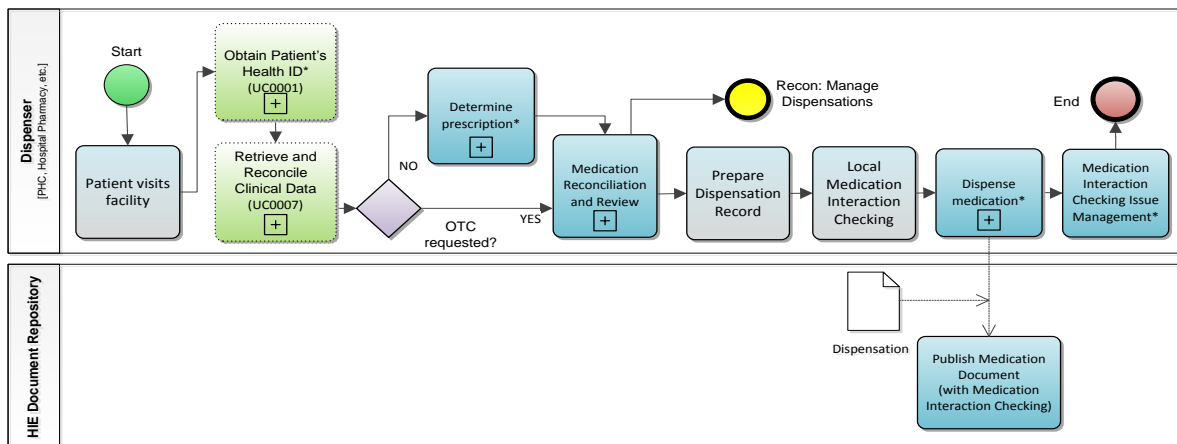 Dispenser
[PHC, Hospital Pharmacy, etc.]
Start
Patient visits
facility
Obtain Patient's
Health ID*
(UC0001)
Retrieve and
Reconcile
Clinical Data
(UC0007)
NO
OTC
requested?
YES
Determine
prescription*
Medication
Reconciliation
and Review
Recon: Manage
Dispensations
Prepare
Dispensation
Record
Local
Medication
Interaction
Checking
Dispense
medication*
End
Medication
Interaction
Checking Issue
Management*
HIE Document Repository
Dispensation
Publish Medication
Document
(with Medication
Interaction Checking)